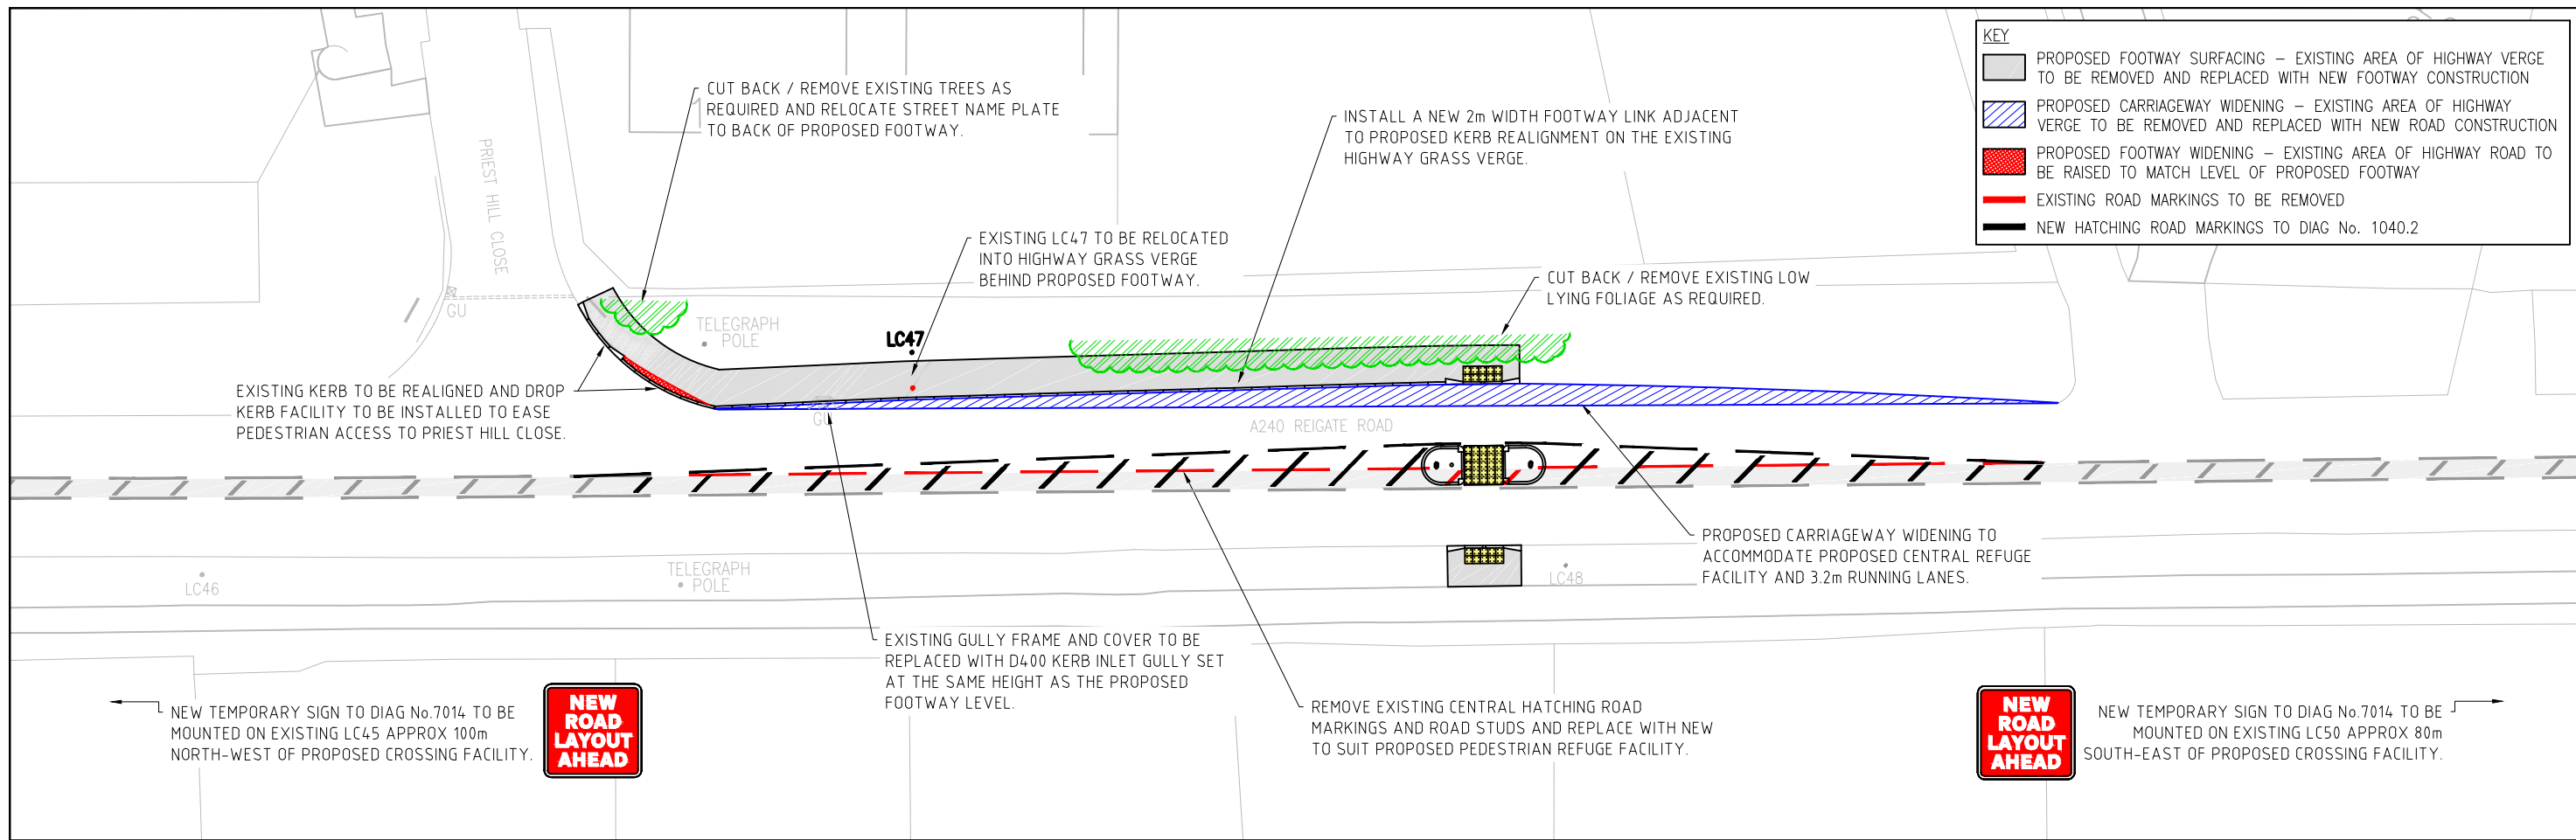 KEY
PROPOSED FOOTWAY SURFACING – EXISTING AREA OF HIGHWAY VERGE
TO BE REMOVED AND REPLACED WITH NEW FOOTWAY CONSTRUCTION
PROPOSED CARRIAGEWAY WIDENING – EXISTING AREA OF HIGHWAY
VERGE TO BE REMOVED AND REPLACED WITH NEW ROAD CONSTRUCTION
PROPOSED FOOTWAY WIDENING – EXISTING AREA OF HIGHWAY ROAD TO
BE RAISED TO MATCH LEVEL OF PROPOSED FOOTWAY
EXISTING ROAD MARKINGS TO BE REMOVED
NEW HATCHING ROAD MARKINGS TO DIAG No. 1040.2
CUT BACK / REMOVE EXISTING TREES AS
REQUIRED AND RELOCATE STREET NAME PLATE
TO BACK OF PROPOSED FOOTWAY.
INSTALL A NEW 2m WIDTH FOOTWAY LINK ADJACENT
TO PROPOSED KERB REALIGNMENT ON THE EXISTING
HIGHWAY GRASS VERGE.
PRIEST HILL CLOSE
EXISTING LC47 TO BE RELOCATED
INTO HIGHWAY GRASS VERGE
BEHIND PROPOSED FOOTWAY.
CUT BACK / REMOVE EXISTING LOW
LYING FOLIAGE AS REQUIRED.
GU
TELEGRAPH
POLE
LC47
EXISTING KERB TO BE REALIGNED AND DROP
KERB FACILITY TO BE INSTALLED TO EASE
PEDESTRIAN ACCESS TO PRIEST HILL CLOSE.
GU
A240 REIGATE ROAD
PROPOSED CARRIAGEWAY WIDENING TO
ACCOMMODATE PROPOSED CENTRAL REFUGE
FACILITY AND 3.2m RUNNING LANES.
LC46
TELEGRAPH
POLE
LC48
EXISTING GULLY FRAME AND COVER TO BE
REPLACED WITH D400 KERB INLET GULLY SET
AT THE SAME HEIGHT AS THE PROPOSED
FOOTWAY LEVEL.
REMOVE EXISTING CENTRAL HATCHING ROAD
MARKINGS AND ROAD STUDS AND REPLACE WITH NEW
TO SUIT PROPOSED PEDESTRIAN REFUGE FACILITY.
NEW TEMPORARY SIGN TO DIAG No.7014 TO BE
MOUNTED ON EXISTING LC45 APPROX 100m
NORTH-WEST OF PROPOSED CROSSING FACILITY.
NEW
ROAD
LAYOUT
AHEAD
NEW
ROAD
LAYOUT
AHEAD
NEW TEMPORARY SIGN TO DIAG No.7014 TO BE
MOUNTED ON EXISTING LC50 APPROX 80m
SOUTH-EAST OF PROPOSED CROSSING FACILITY.